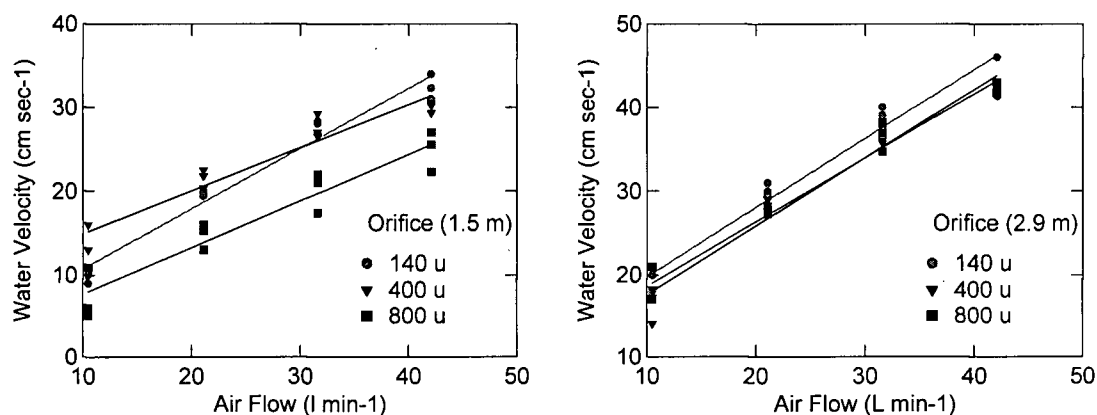 Water Velocity (cm sec-1)
40
30
20
10
0
10 20 30 40 50
Air Flow (l min-1)
Orifice (1.5 m)
140 u
400 u
800 u
Water Velocity (cm sec-1)
50
40
30
20
10
10 20 30 40 50
Air Flow (L min-1)
Orifice (2.9 m)
140 u
400 u
800 u